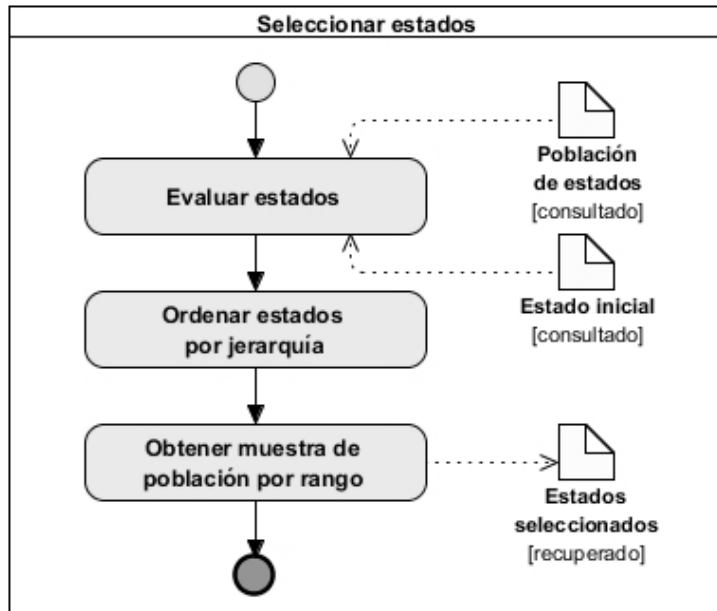 Seleccionar estados
Evaluar estados
Población
de estados
[consultado]
Estado inicial
[consultado]
Ordenar estados
por jerarquía
Obtener muestra de
población por rango
Estados
seleccionados
[recuperado]